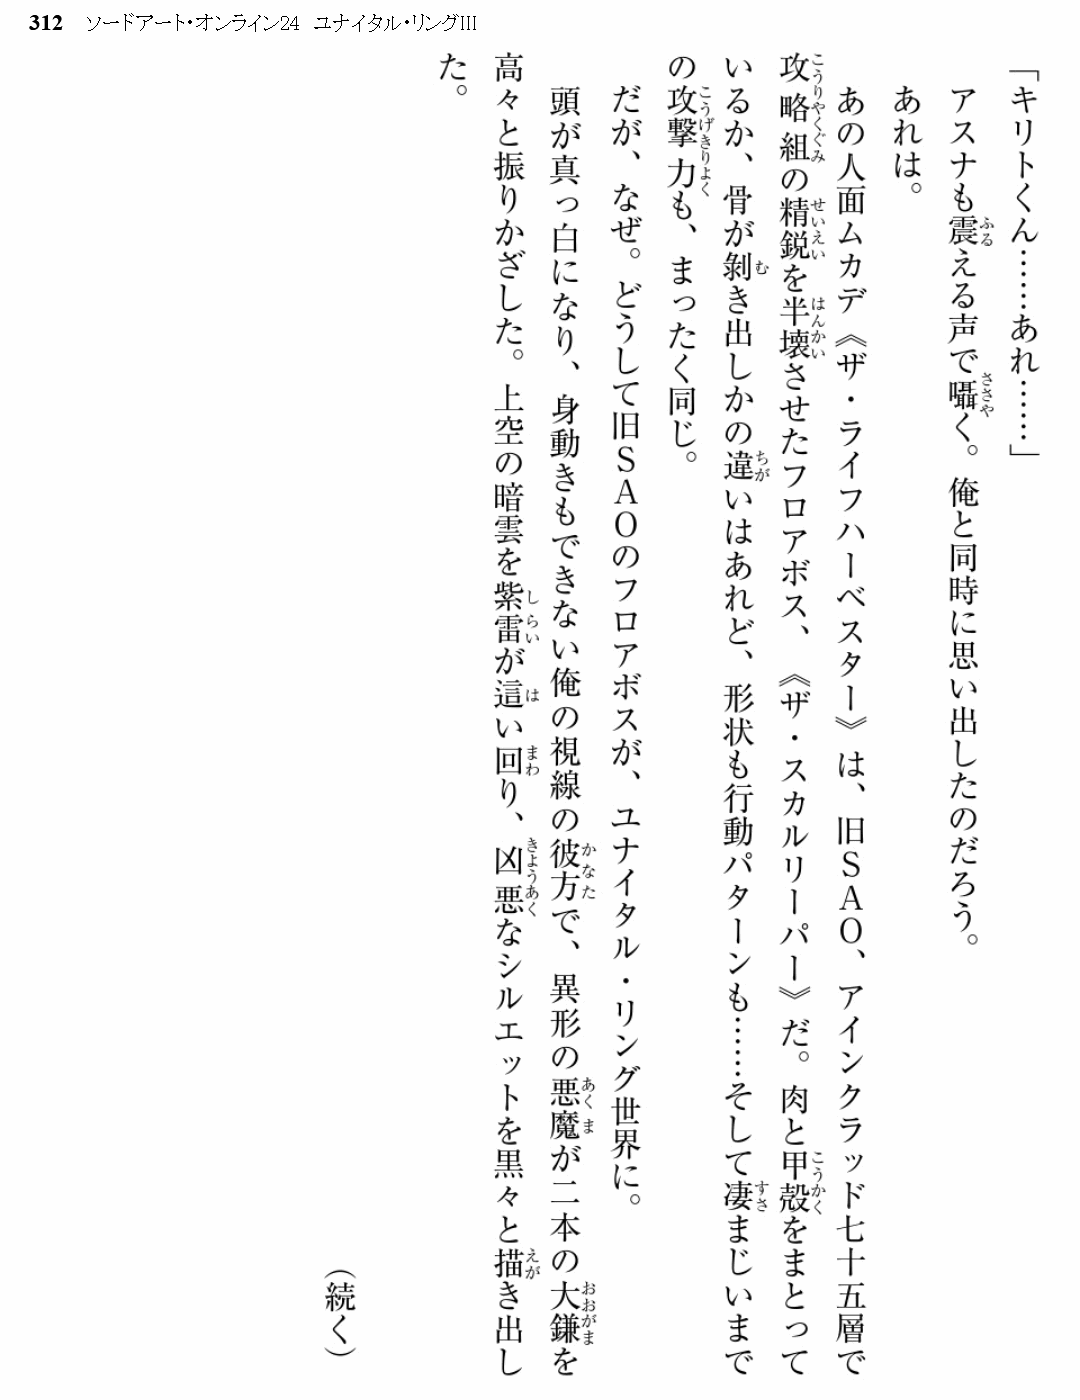 312 ソードアート・オンライン24 ユナイタル・リングIII
「キリトくん……あれ……」
アスナも震える声で囁く。俺と同時に思い出したのだろう。
あれは。
あの人面ムカデ《ザ・ライフハーベスター》は、旧ＳＡＯ、アインクラッド七十五層で
攻略組の精鋭を半壊させたフロアボス、《ザ・スカルリーパー》だ。肉と甲殻をまとって
いるか、骨が剝き出しかの違いはあれど、形状も行動パターンも……そして凄まじいまで
の攻撃力も、まったく同じ。
だが、なぜ。どうして旧ＳＡＯのフロアボスが、ユナイタル・リング世界に。
頭が真っ白になり、身動きもできない俺の視線の彼方で、異形の悪魔が二本の大鎌を
高々と振りかざした。上空の暗雲を紫雷が這い回り、凶悪なシルエットを黒々と描き出し
た。
（続く）